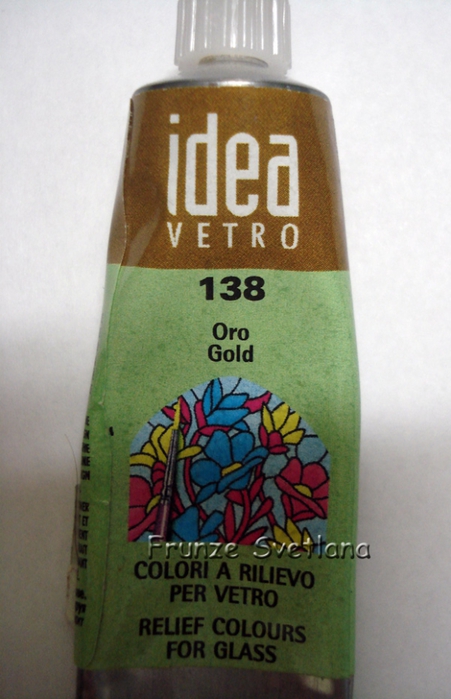 idea
VETRO
138
Oro
Gold
Frunze Svetlana
COLORI A RILIEVO
PER VETRO
RELIEF COLOURS
FOR GLASS